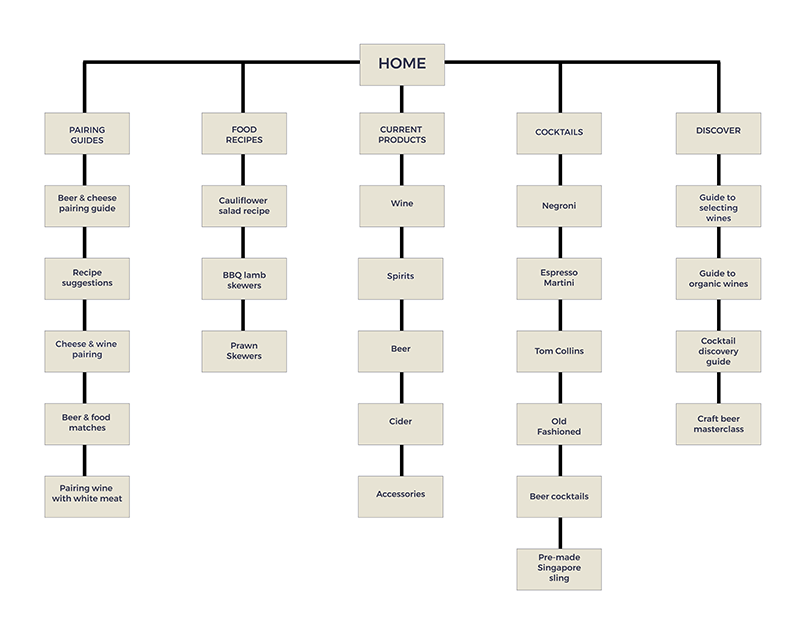 HOME
PAIRING
GUIDES
Beer & cheese
pairing guide
Recipe
suggestions
Cheese & wine
pairing
Beer & food
matches
Pairing wine
with white meat
FOOD
RECIPES
Cauliflower
salad recipe
BBQ lamb
skewers
Prawn
Skewers
CURRENT
PRODUCTS
Wine
Spirits
Beer
Cider
Accessories
COCKTAILS
Negroni
Espresso
Martini
Tom Collins
Old
Fashioned
Beer cocktails
Pre-made
Singapore
sling
DISCOVER
Guide to
selecting
wines
Guide to
organic wines
Cocktail
discovery
guide
Craft beer
masterclass